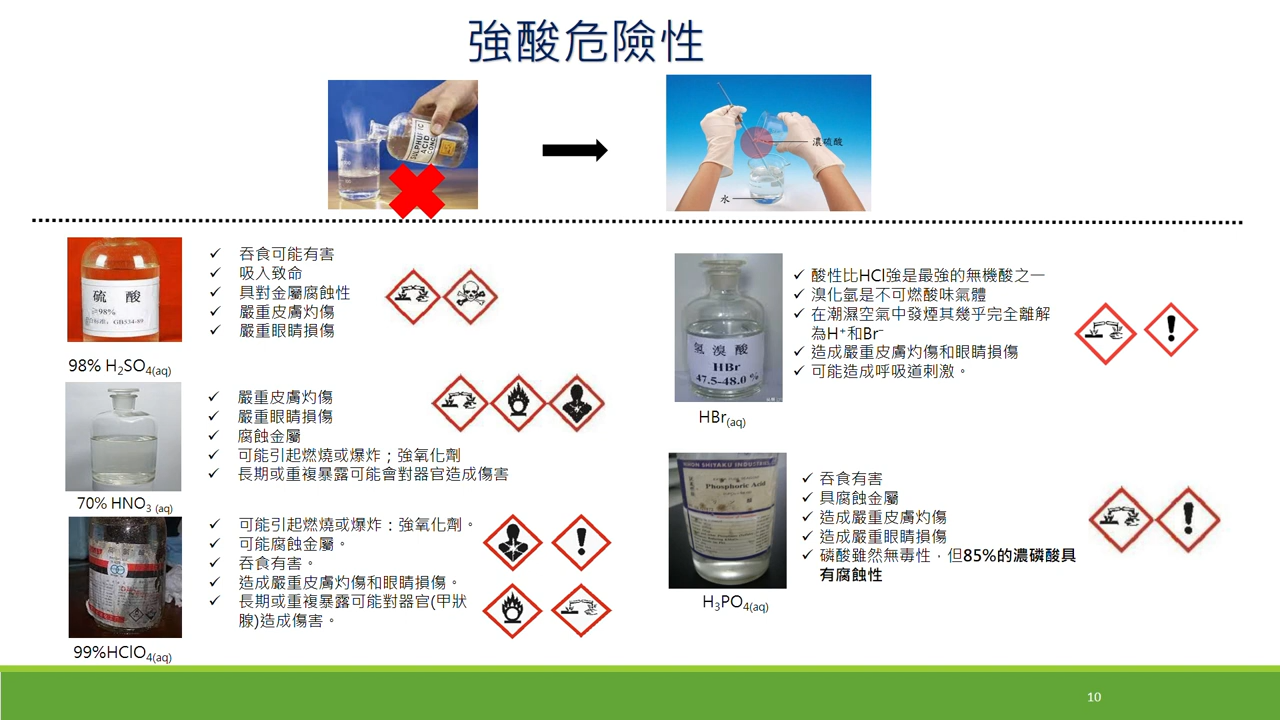 強酸危險性
SULPHURIC
ACID
CONC
濃硫酸
水
硫 酸
≥98%
GB534-89
98% H₂SO₄(aq)
✓ 吞食可能有害
✓ 吸入致命
✓ 具對金屬腐蝕性
✓ 嚴重皮膚灼傷
✓ 嚴重眼睛損傷
70% HNO₃ (aq)
✓ 嚴重皮膚灼傷
✓ 嚴重眼睛損傷
✓ 腐蝕金屬
✓ 可能引起燃燒或爆炸；強氧化劑
✓ 長期或重複暴露可能會對器官造成傷害
99%HClO₄(aq)
✓ 可能引起燃燒或爆炸：強氧化劑。
✓ 可能腐蝕金屬。
✓ 吞食有害。
✓ 造成嚴重皮膚灼傷和眼睛損傷。
✓ 長期或重複暴露可能對器官(甲狀
腺)造成傷害。
氢 溴 酸
HBr
47.5-48.0 %
HBr(aq)
✓ 酸性比HCl強是最強的無機酸之一
✓ 溴化氫是不可燃酸味氣體
✓ 在潮濕空氣中發煙其幾乎完全離解
為H⁺和Br⁻
✓ 造成嚴重皮膚灼傷和眼睛損傷
✓ 可能造成呼吸道刺激。
Phosphoric Acid
H₃PO₄(aq)
✓ 吞食有害
✓ 具腐蝕金屬
✓ 造成嚴重皮膚灼傷
✓ 造成嚴重眼睛損傷
✓ 磷酸雖然無毒性，但85%的濃磷酸具
有腐蝕性
10